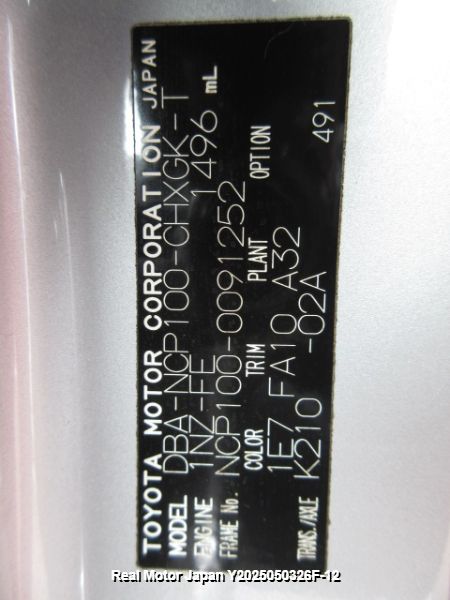 TOYOTA MOTOR CORPORATION JAPAN
MODEL DBA-NCP100-CHXGK-T
ENGINE 1NZ-FE 1496 mL
FRAME No. NCP100-0091252
COLOR TRIM PLANT OPTION
1E7 FA10 A32 491
TRANS./AXLE K210 -02A
Real Motor Japan Y2025050326F-12